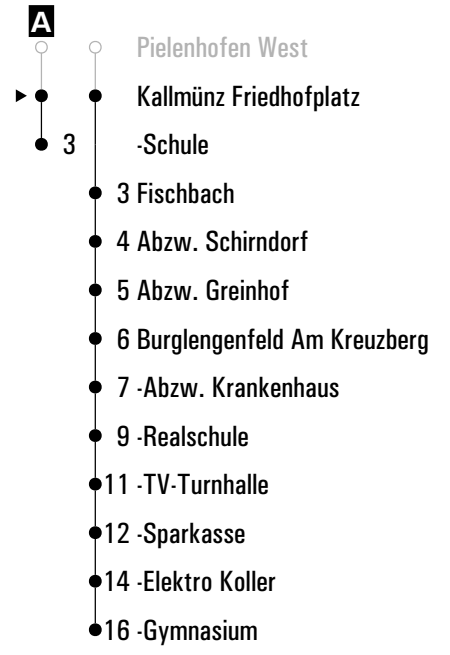 A
Pielenhofen West
Kallmünz Friedhofplatz
3 -Schule
3 Fischbach
4 Abzw. Schirndorf
5 Abzw. Greinhof
6 Burglengenfeld Am Kreuzberg
7 -Abzw. Krankenhaus
9 -Realschule
11 -TV-Turnhalle
12 -Sparkasse
14 -Elektro Koller
16 -Gymnasium